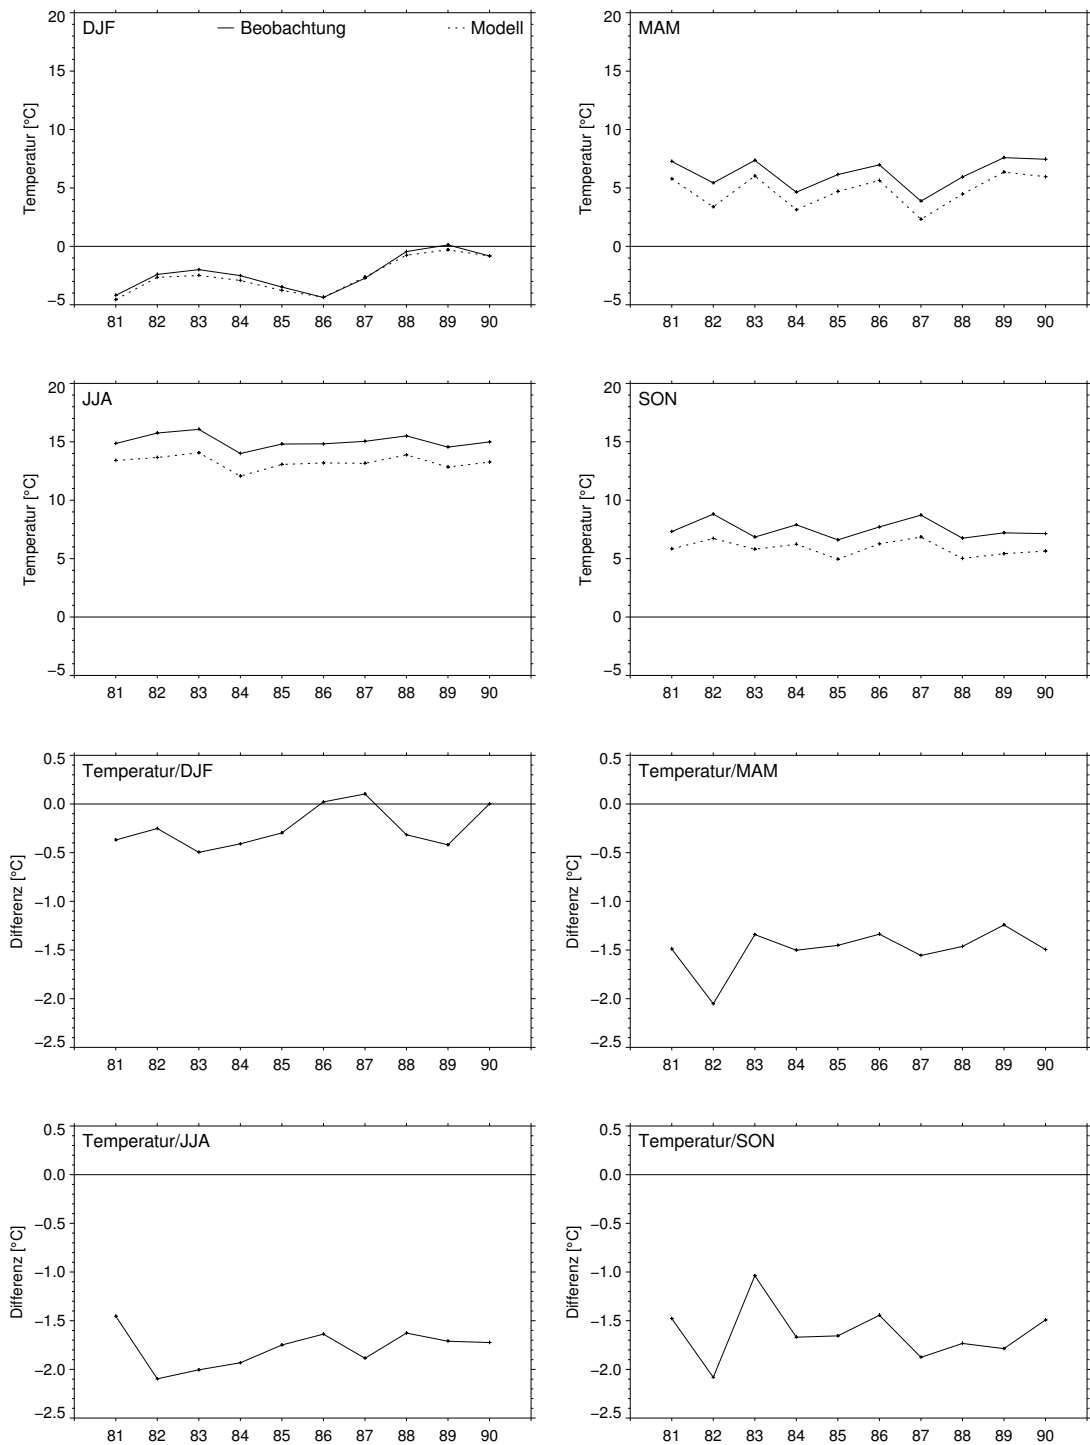 DJF — Beobachtung ···· Modell
Temperatur [°C]
20
15
10
5
0
−5
81 82 83 84 85 86 87 88 89 90
MAM
Temperatur [°C]
20
15
10
5
0
−5
81 82 83 84 85 86 87 88 89 90
JJA
Temperatur [°C]
20
15
10
5
0
−5
81 82 83 84 85 86 87 88 89 90
SON
Temperatur [°C]
20
15
10
5
0
−5
81 82 83 84 85 86 87 88 89 90
Temperatur/DJF
Differenz [°C]
0.5
0.0
−0.5
−1.0
−1.5
−2.0
−2.5
81 82 83 84 85 86 87 88 89 90
Temperatur/MAM
Differenz [°C]
0.5
0.0
−0.5
−1.0
−1.5
−2.0
−2.5
81 82 83 84 85 86 87 88 89 90
Temperatur/JJA
Differenz [°C]
0.5
0.0
−0.5
−1.0
−1.5
−2.0
−2.5
81 82 83 84 85 86 87 88 89 90
Temperatur/SON
Differenz [°C]
0.5
0.0
−0.5
−1.0
−1.5
−2.0
−2.5
81 82 83 84 85 86 87 88 89 90